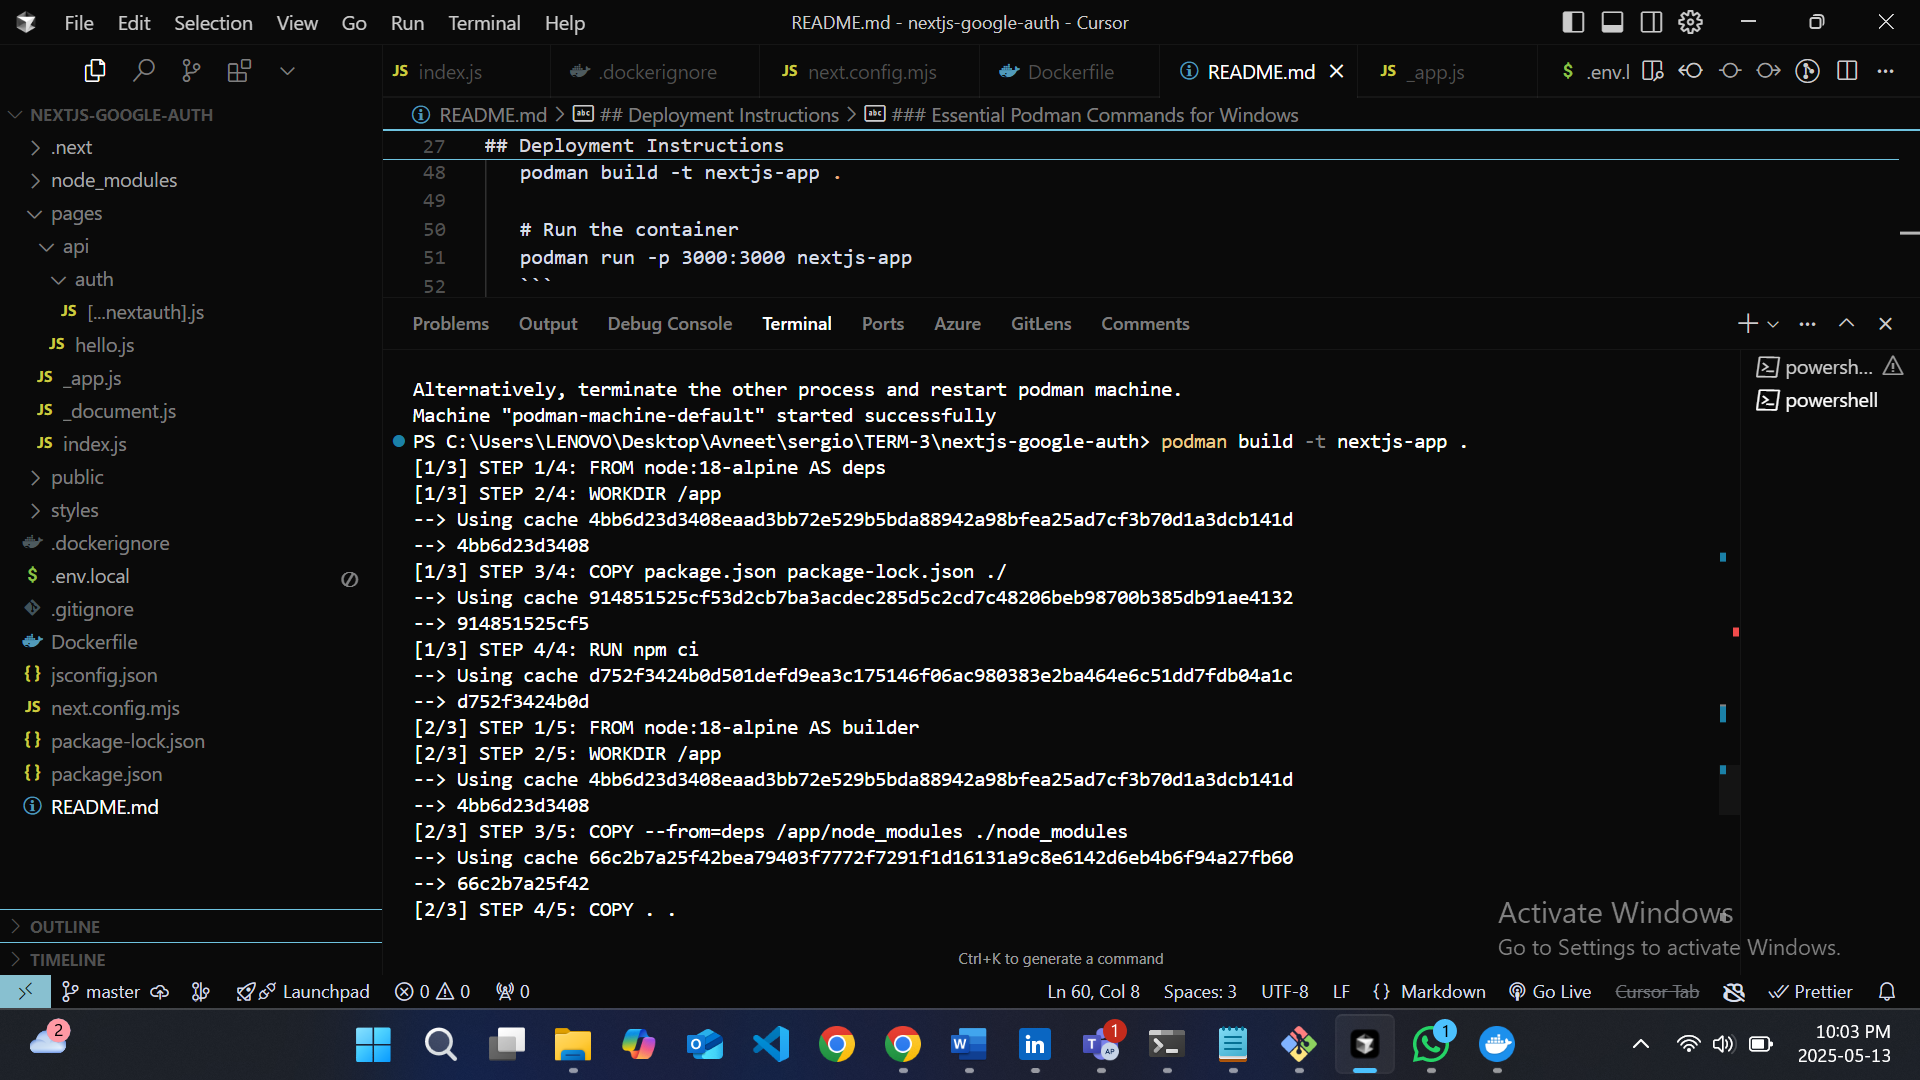 File Edit Selection View Go Run Terminal Help
README.md - nextjs-google-auth - Cursor
JS index.js
.dockerignore
JS next.config.mjs
Dockerfile
README.md
JS _app.js
$ .env.l
README.md > ## Deployment Instructions > ### Essential Podman Commands for Windows
NEXTJS-GOOGLE-AUTH
.next
node_modules
pages
api
auth
JS [...nextauth].js
JS hello.js
JS _app.js
JS _document.js
JS index.js
public
styles
.dockerignore
$ .env.local
.gitignore
Dockerfile
{} jsconfig.json
JS next.config.mjs
{} package-lock.json
{} package.json
README.md
OUTLINE
TIMELINE
27 ## Deployment Instructions
48 podman build -t nextjs-app .
49
50 # Run the container
51 podman run -p 3000:3000 nextjs-app
52 ```
Problems Output Debug Console Terminal Ports Azure GitLens Comments
powersh...
powershell
Alternatively, terminate the other process and restart podman machine.
Machine "podman-machine-default" started successfully
PS C:\Users\LENOVO\Desktop\Avneet\sergio\TERM-3\nextjs-google-auth> podman build -t nextjs-app .
[1/3] STEP 1/4: FROM node:18-alpine AS deps
[1/3] STEP 2/4: WORKDIR /app
--> Using cache 4bb6d23d3408eaad3bb72e529b5bda88942a98bfea25ad7cf3b70d1a3dcb141d
--> 4bb6d23d3408
[1/3] STEP 3/4: COPY package.json package-lock.json ./
--> Using cache 914851525cf53d2cb7ba3acdec285d5c2cd7c48206beb98700b385db91ae4132
--> 914851525cf5
[1/3] STEP 4/4: RUN npm ci
--> Using cache d752f3424b0d501defd9ea3c175146f06ac980383e2ba464e6c51dd7fdb04a1c
--> d752f3424b0d
[2/3] STEP 1/5: FROM node:18-alpine AS builder
[2/3] STEP 2/5: WORKDIR /app
--> Using cache 4bb6d23d3408eaad3bb72e529b5bda88942a98bfea25ad7cf3b70d1a3dcb141d
--> 4bb6d23d3408
[2/3] STEP 3/5: COPY --from=deps /app/node_modules ./node_modules
--> Using cache 66c2b7a25f42bea79403f7772f7291f1d16131a9c8e6142d6eb4b6f94a27fb60
--> 66c2b7a25f42
[2/3] STEP 4/5: COPY . .
Activate Windows
Go to Settings to activate Windows.
Ctrl+K to generate a command
master Launchpad 0 0 0 Ln 60, Col 8 Spaces: 3 UTF-8 LF {} Markdown Go Live Cursor Tab Prettier
2 1 1
10:03 PM
2025-05-13